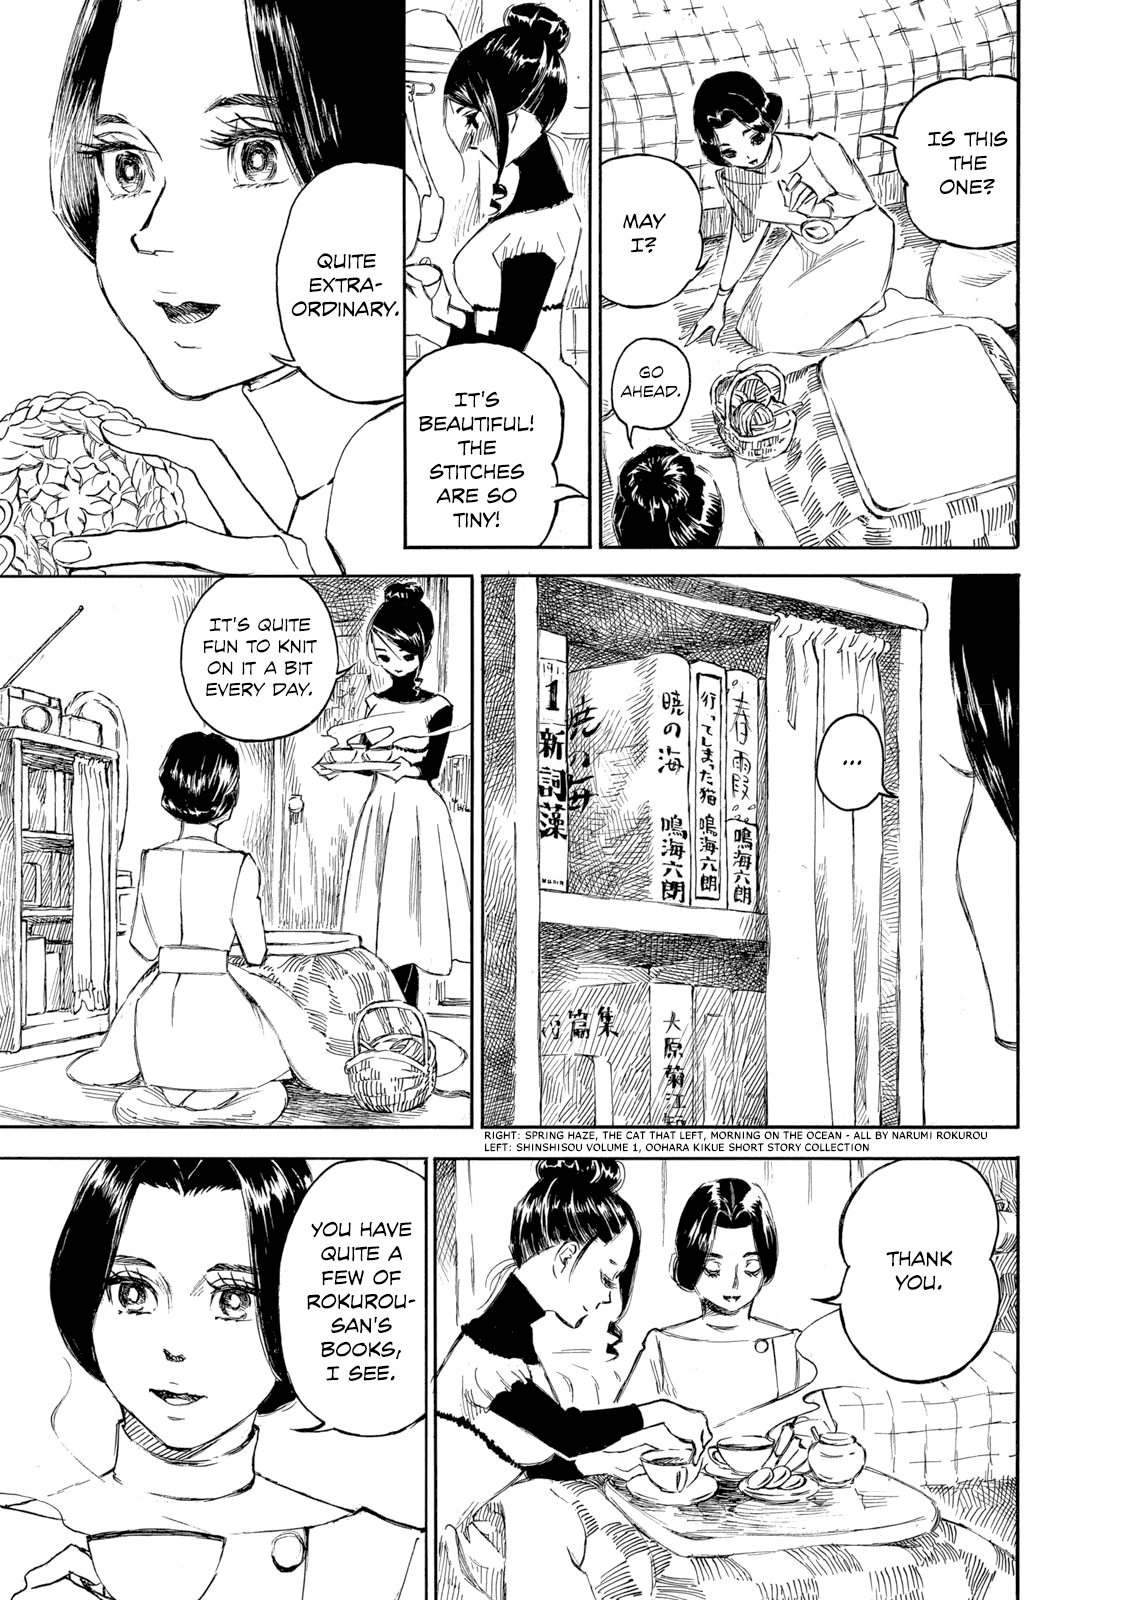 IS THIS
THE
ONE?
MAY
I?
GO
AHEAD.
IT'S
BEAUTIFUL!
THE
STITCHES
ARE SO
TINY!
QUITE
EXTRA-
ORDINARY.
...
春霞
鳴海六朗
行ってしまった猫 鳴海六朗
暁の海 鳴海六朗
1
新詞藻
篇集
大原菊江
RIGHT: SPRING HAZE, THE CAT THAT LEFT, MORNING ON THE OCEAN - ALL BY NARUMI ROKUROU
LEFT: SHINSHISOU VOLUME 1, OOHARA KIKUE SHORT STORY COLLECTION
IT'S QUITE
FUN TO KNIT
ON IT A BIT
EVERY DAY.
THANK
YOU.
YOU HAVE
QUITE A
FEW OF
ROKUROU-
SAN'S
BOOKS,
I SEE.